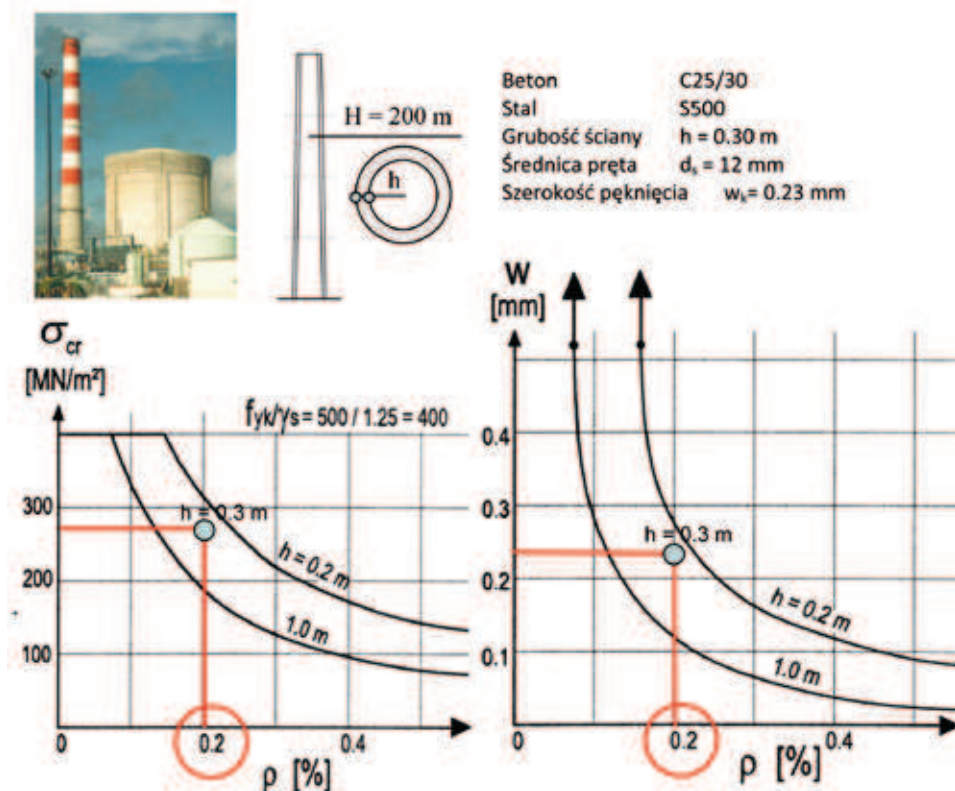 H = 200 m
h
Beton C25/30
Stal S500
Grubość ściany h = 0.30 m
Średnica pręta dₛ = 12 mm
Szerokość pęknięcia wₖ= 0.23 mm
σcr
[MN/m²]
fyk/γs = 500 / 1.25 = 400
300
200
100
h = 0.3 m
h = 0.2 m
1.0 m
0
0.2
0.4
ρ [%]
W
[mm]
0.4
0.3
0.2
0.1
h = 0.3 m
h = 0.2 m
1.0 m
0
0.2
0.4
ρ [%]